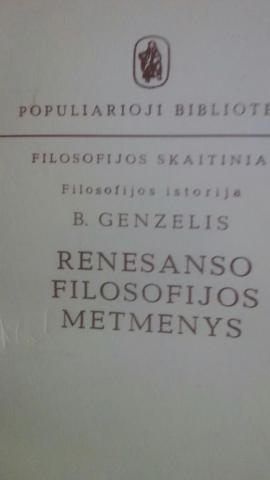 POPULIARIOJI BIBLIOTE
FILOSOFIJOS SKAITINIA
Filosofijos istorija
B. GENZELIS
RENESANSO
FILOSOFIJOS
METMENYS